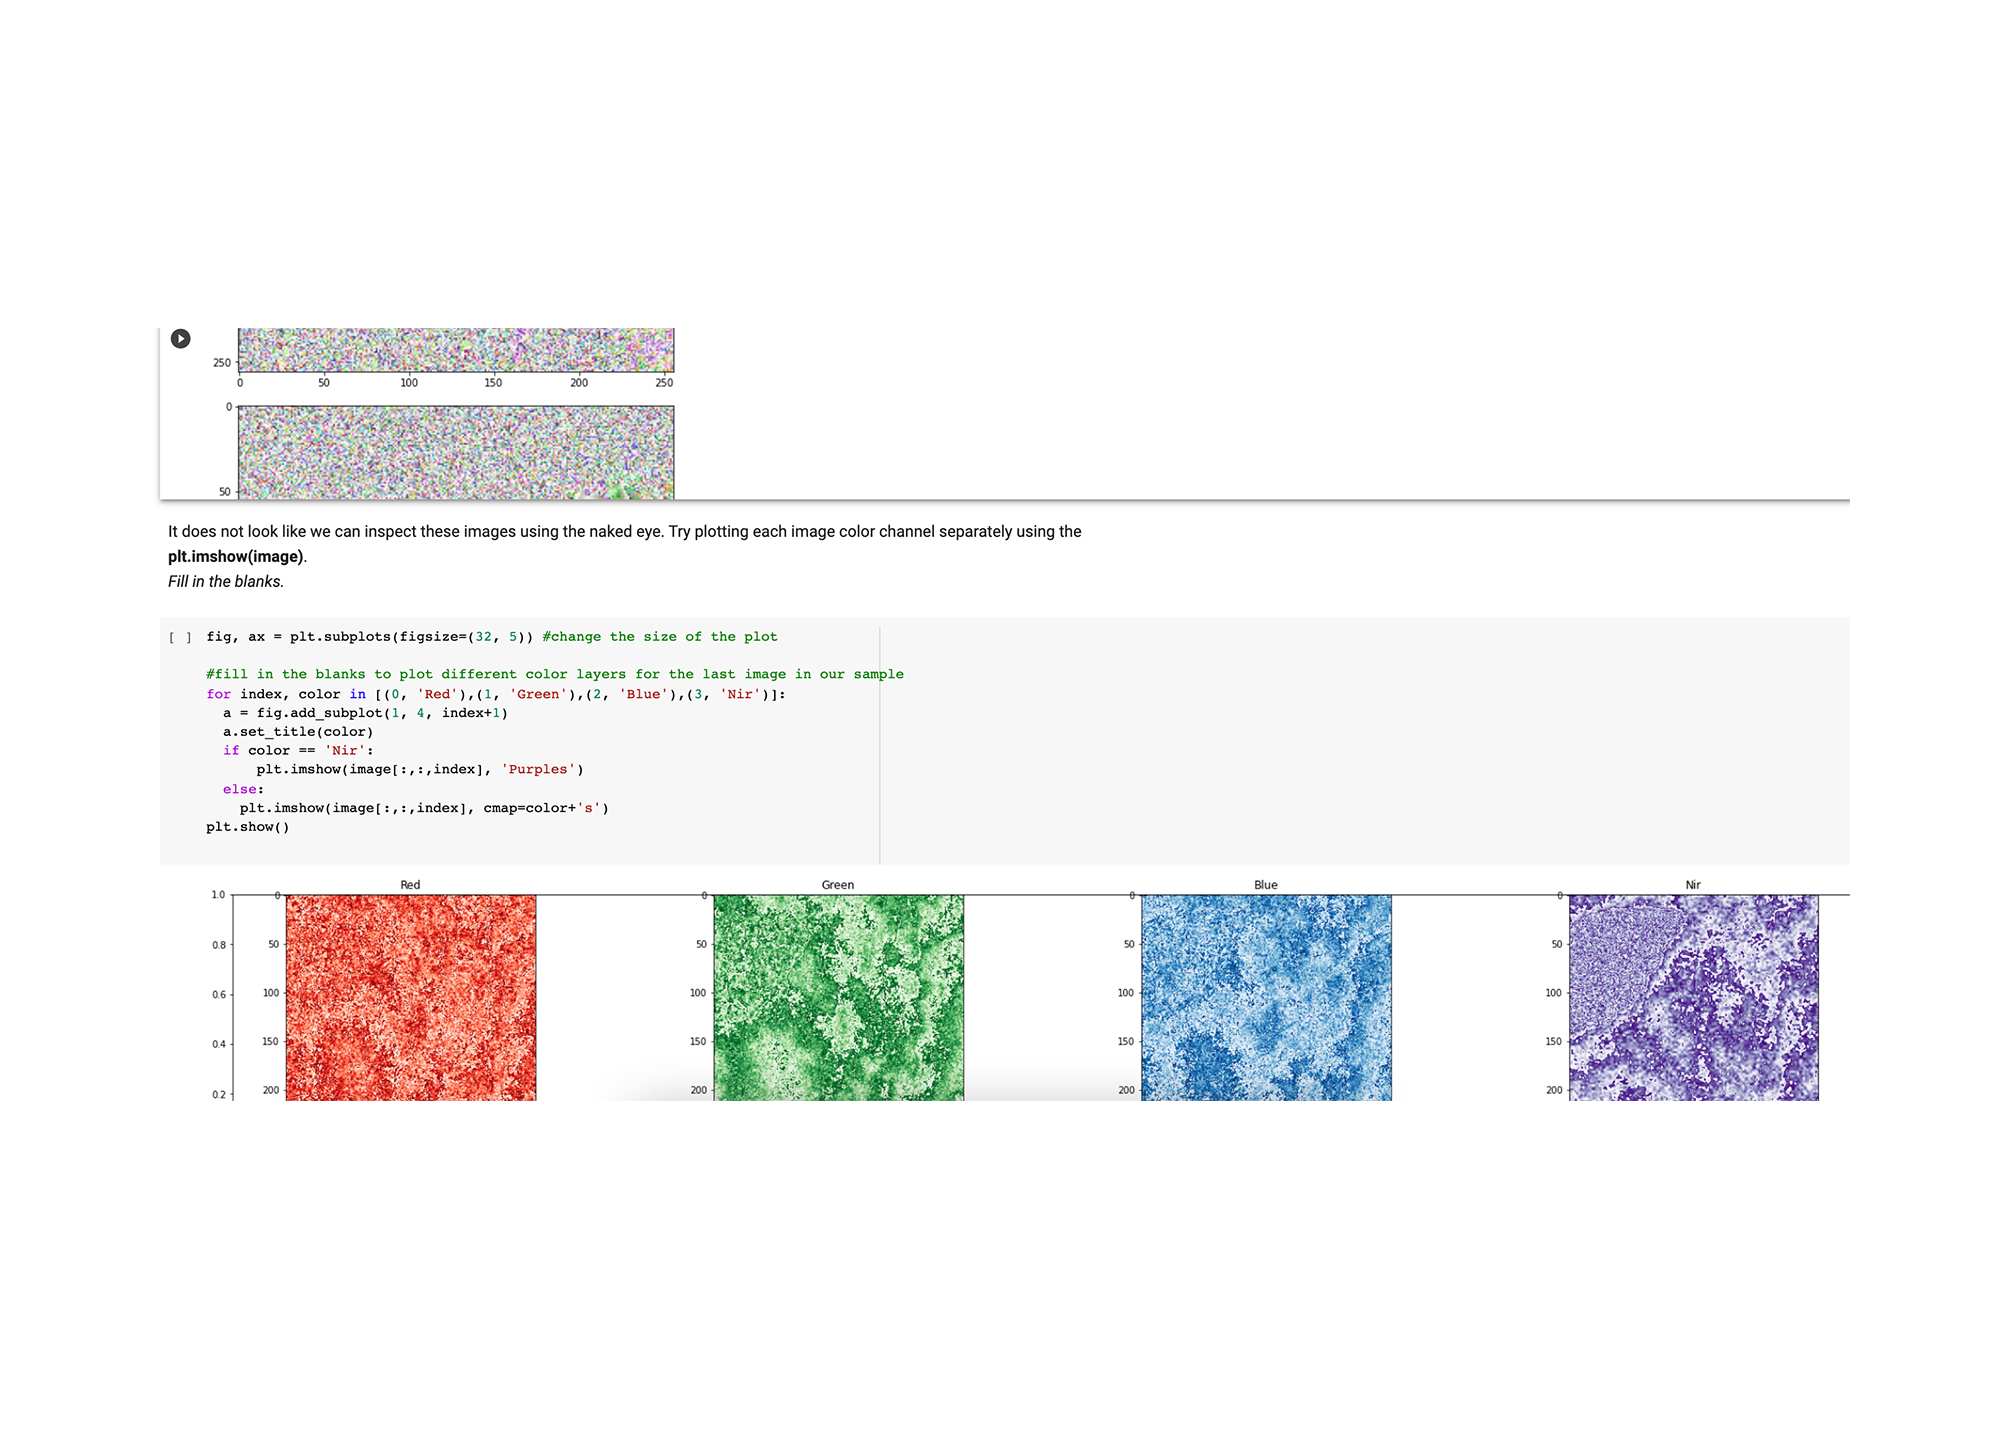 250
0 50 100 150 200 250
0
50
It does not look like we can inspect these images using the naked eye. Try plotting each image color channel separately using the
plt.imshow(image).
Fill in the blanks.
[ ] fig, ax = plt.subplots(figsize=(32, 5)) #change the size of the plot
#fill in the blanks to plot different color layers for the last image in our sample
for index, color in [(0, 'Red'),(1, 'Green'),(2, 'Blue'),(3, 'Nir')]:
a = fig.add_subplot(1, 4, index+1)
a.set_title(color)
if color == 'Nir':
plt.imshow(image[:,:,index], 'Purples')
else:
plt.imshow(image[:,:,index], cmap=color+'s')
plt.show()
Red Green Blue Nir
1.0 0 0 0 0
0.8 50 50 50 50
0.6 100 100 100 100
0.4 150 150 150 150
0.2 200 200 200 200